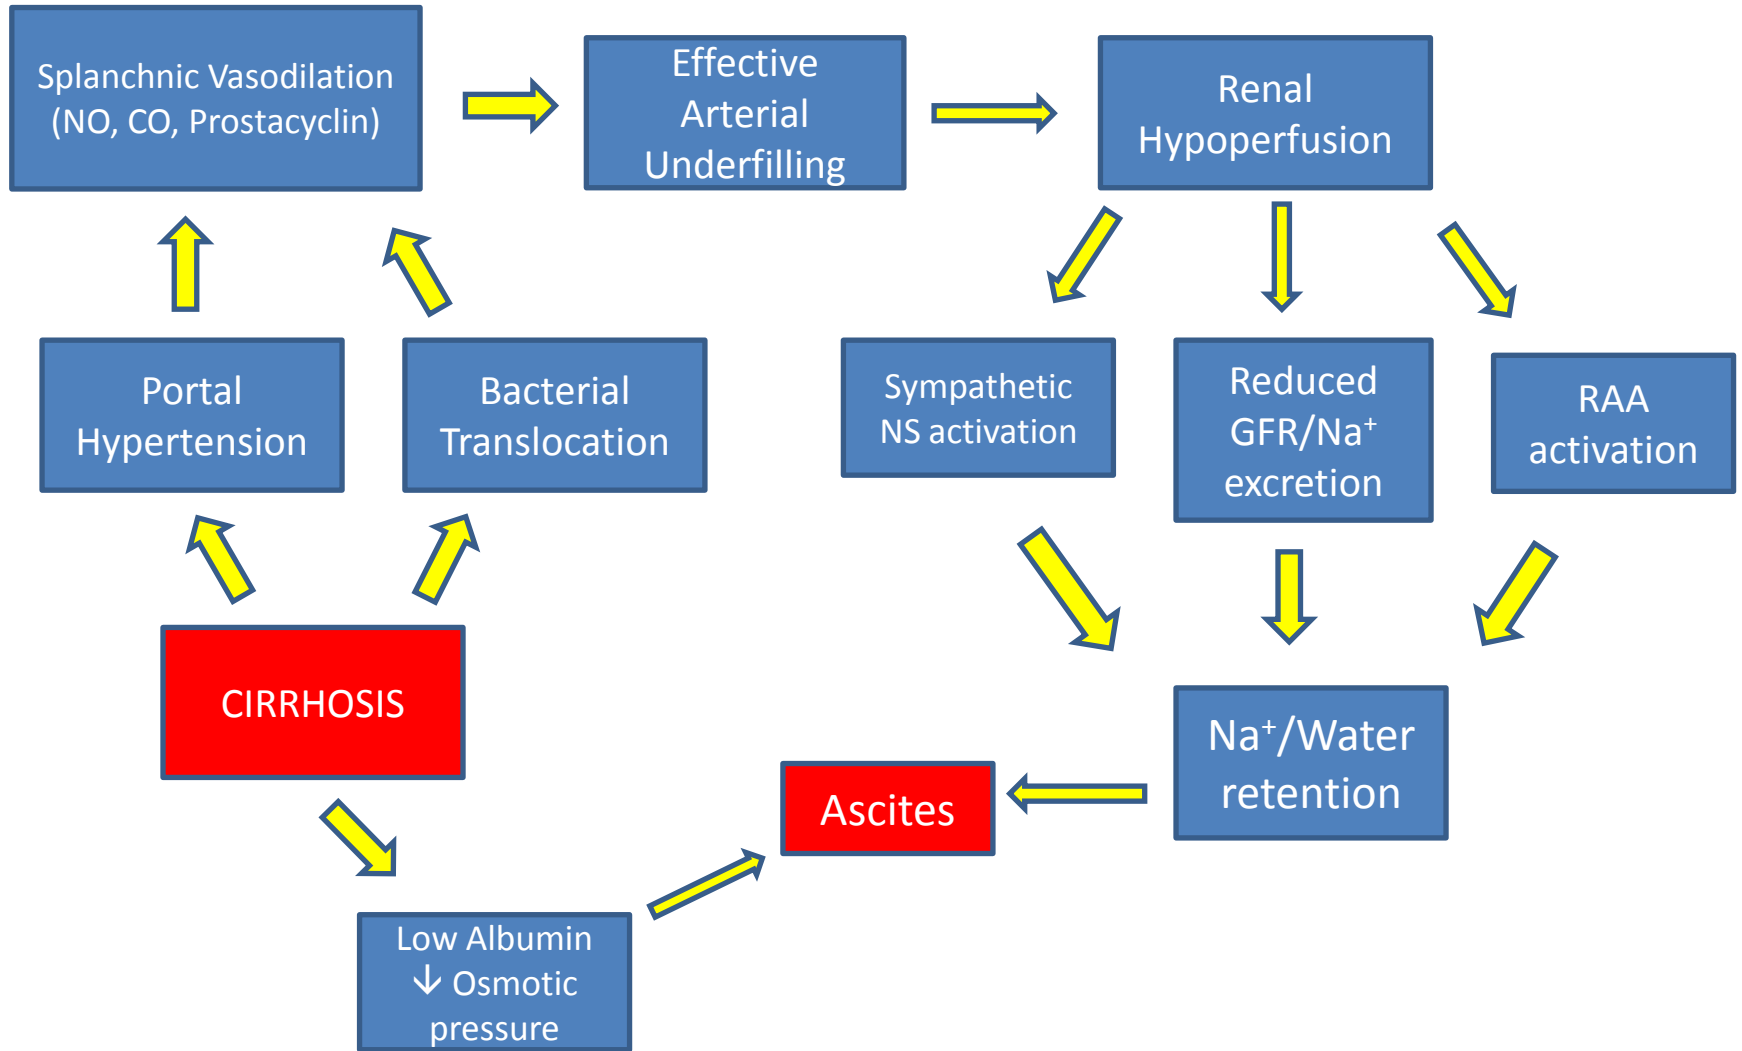 Splanchnic Vasodilation
(NO, CO, Prostacyclin)
Effective
Arterial
Underfilling
Renal
Hypoperfusion
Portal
Hypertension
Bacterial
Translocation
Sympathetic
NS activation
Reduced
GFR/Na⁺
excretion
RAA
activation
CIRRHOSIS
Na⁺/Water
retention
Ascites
Low Albumin
↓ Osmotic
pressure